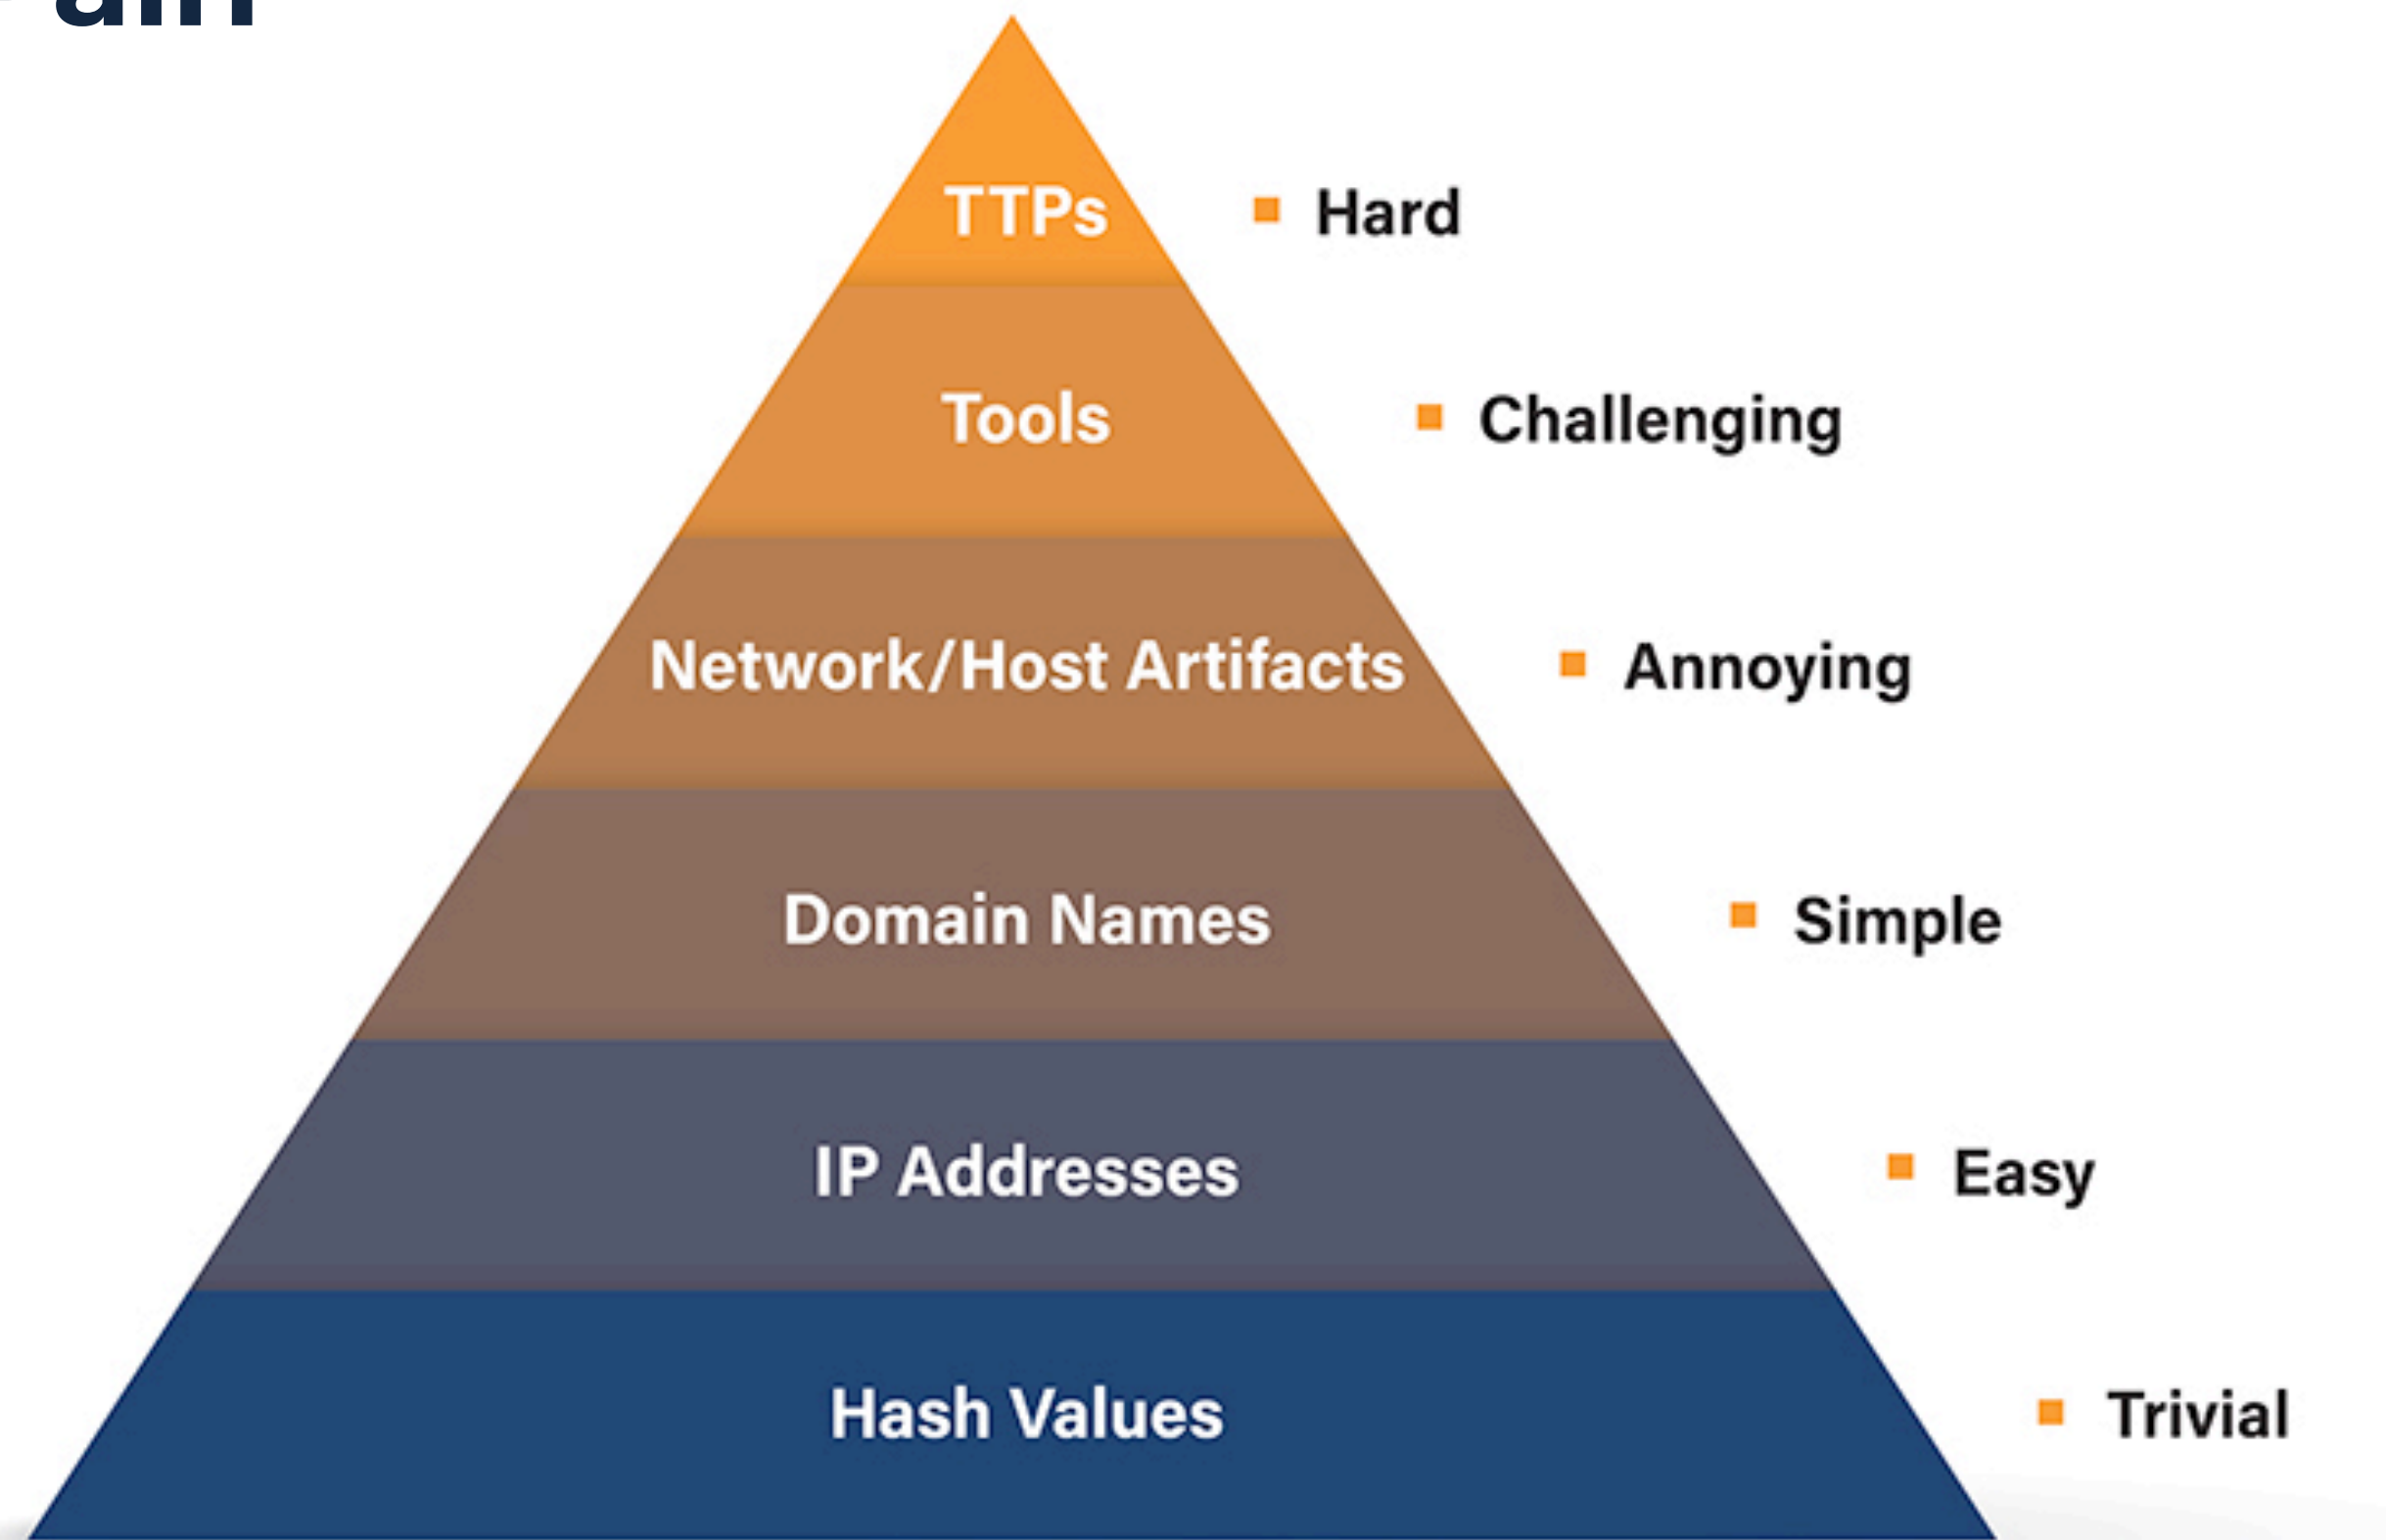 TTPs
Hard
Tools
Challenging
Network/Host Artifacts
Annoying
Domain Names
Simple
IP Addresses
Easy
Hash Values
Trivial